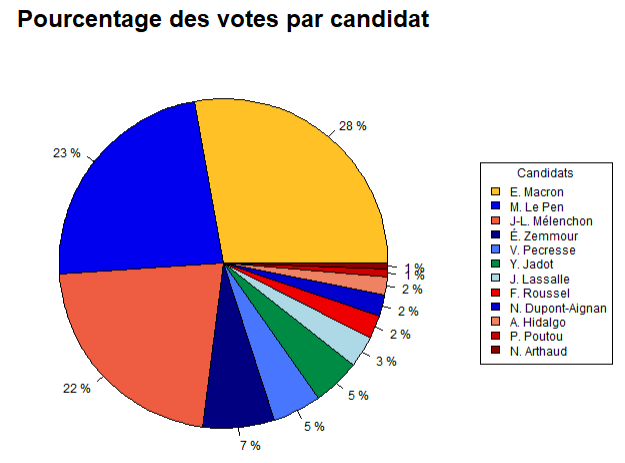 Pourcentage des votes par candidat
28 %
23 %
22 %
7 %
5 %
5 %
3 %
2 %
2 %
2 %
1 %
1 %
Candidats
E. Macron
M. Le Pen
J-L. Mélenchon
É. Zemmour
V. Pecresse
Y. Jadot
J. Lassalle
F. Roussel
N. Dupont-Aignan
A. Hidalgo
P. Poutou
N. Arthaud